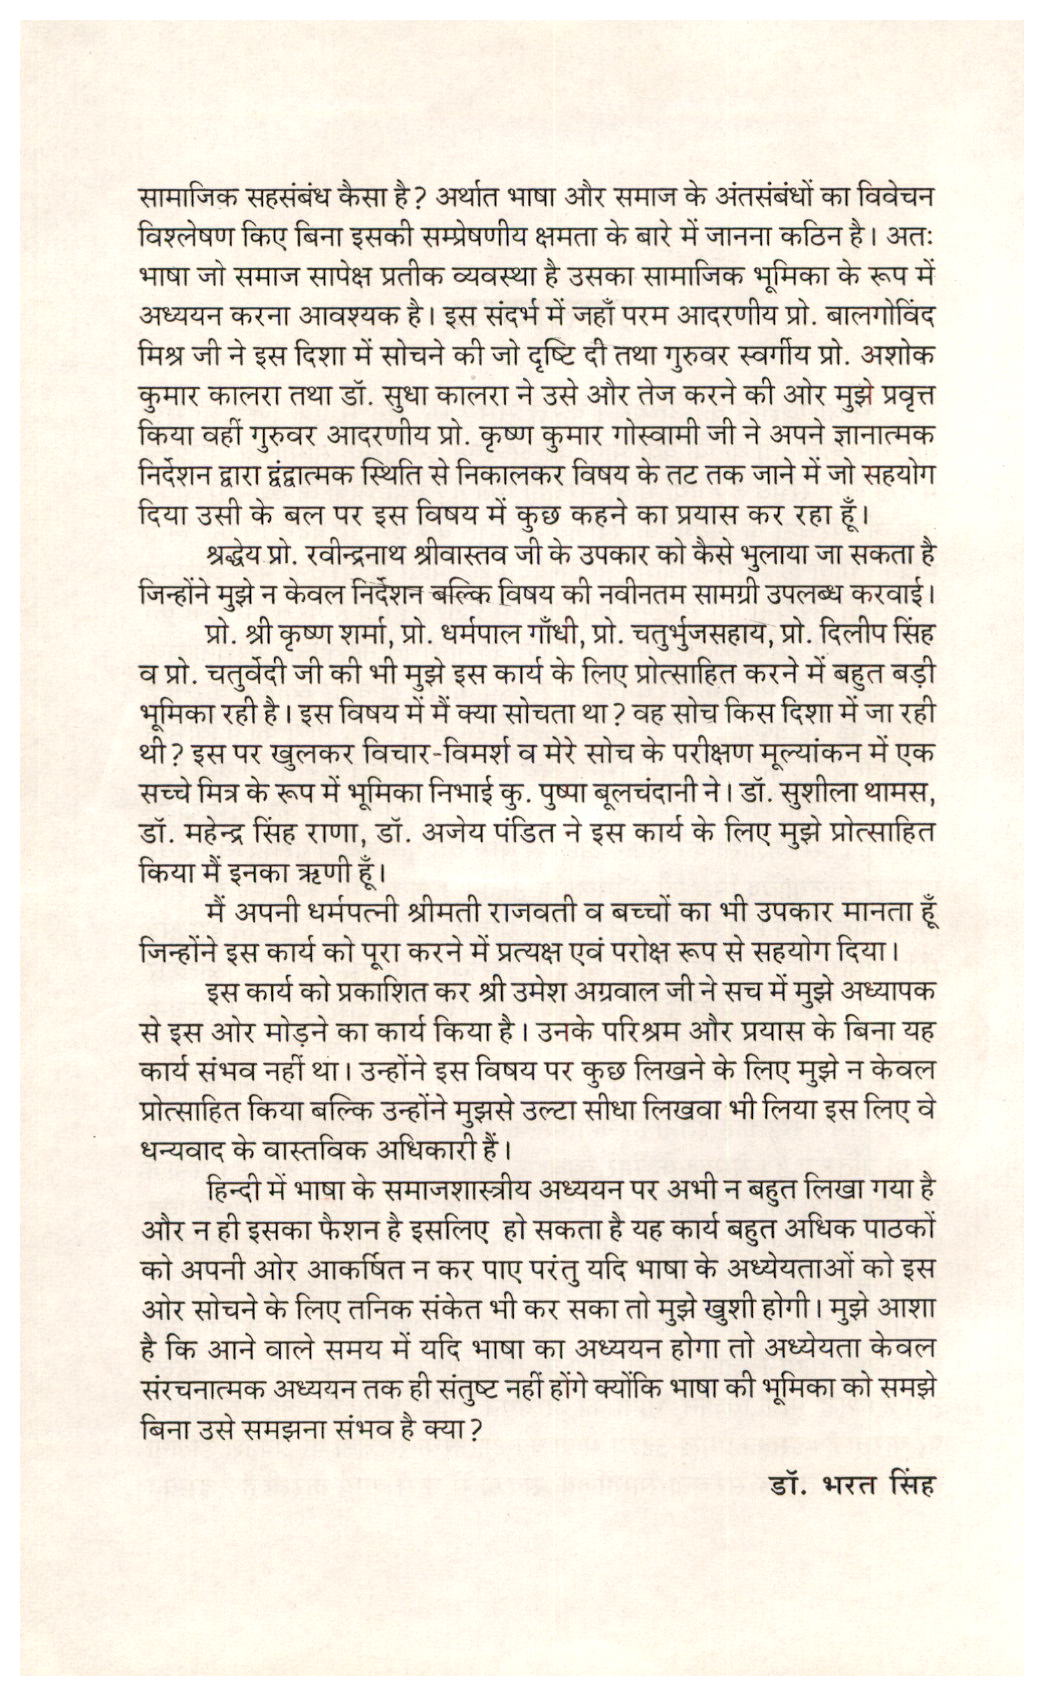 सामाजिक सहसंबंध कैसा है? अर्थात भाषा और समाज के अंतसंबंधों का विवेचन
विश्लेषण किए बिना इसकी सम्प्रेषणीय क्षमता के बारे में जानना कठिन है। अतः
भाषा जो समाज सापेक्ष प्रतीक व्यवस्था है उसका सामाजिक भूमिका के रूप में
अध्ययन करना आवश्यक है। इस संदर्भ में जहाँ परम आदरणीय प्रो. बालगोविंद
मिश्र जी ने इस दिशा में सोचने की जो दृष्टि दी तथा गुरुवर स्वर्गीय प्रो. अशोक
कुमार कालरा तथा डॉ. सुधा कालरा ने उसे और तेज करने की ओर मुझे प्रवृत्त
किया वहीं गुरुवर आदरणीय प्रो. कृष्ण कुमार गोस्वामी जी ने अपने ज्ञानात्मक
निर्देशन द्वारा द्वंद्वात्मक स्थिति से निकालकर विषय के तट तक जाने में जो सहयोग
दिया उसी के बल पर इस विषय में कुछ कहने का प्रयास कर रहा हूँ।
श्रद्धेय प्रो. रवीन्द्रनाथ श्रीवास्तव जी के उपकार को कैसे भुलाया जा सकता है
जिन्होंने मुझे न केवल निर्देशन बल्कि विषय की नवीनतम सामग्री उपलब्ध करवाई।
प्रो. श्री कृष्ण शर्मा, प्रो. धर्मपाल गाँधी, प्रो. चतुर्भुजसहाय, प्रो. दिलीप सिंह
व प्रो. चतुर्वेदी जी की भी मुझे इस कार्य के लिए प्रोत्साहित करने में बहुत बड़ी
भूमिका रही है। इस विषय में मैं क्या सोचता था? वह सोच किस दिशा में जा रही
थी? इस पर खुलकर विचार-विमर्श व मेरे सोच के परीक्षण मूल्यांकन में एक
सच्चे मित्र के रूप में भूमिका निभाई कु. पुष्पा बूलचंदानी ने। डॉ. सुशीला थामस,
डॉ. महेन्द्र सिंह राणा, डॉ. अजेय पंडित ने इस कार्य के लिए मुझे प्रोत्साहित
किया मैं इनका ऋणी हूँ।
मैं अपनी धर्मपत्नी श्रीमती राजवती व बच्चों का भी उपकार मानता हूँ
जिन्होंने इस कार्य को पूरा करने में प्रत्यक्ष एवं परोक्ष रूप से सहयोग दिया।
इस कार्य को प्रकाशित कर श्री उमेश अग्रवाल जी ने सच में मुझे अध्यापक
से इस ओर मोड़ने का कार्य किया है। उनके परिश्रम और प्रयास के बिना यह
कार्य संभव नहीं था। उन्होंने इस विषय पर कुछ लिखने के लिए मुझे न केवल
प्रोत्साहित किया बल्कि उन्होंने मुझसे उल्टा सीधा लिखवा भी लिया इस लिए वे
धन्यवाद के वास्तविक अधिकारी हैं।
हिन्दी में भाषा के समाजशास्त्रीय अध्ययन पर अभी न बहुत लिखा गया है
और न ही इसका फैशन है इसलिए हो सकता है यह कार्य बहुत अधिक पाठकों
को अपनी ओर आकर्षित न कर पाए परंतु यदि भाषा के अध्येयताओं को इस
ओर सोचने के लिए तनिक संकेत भी कर सका तो मुझे खुशी होगी। मुझे आशा
है कि आने वाले समय में यदि भाषा का अध्ययन होगा तो अध्येयता केवल
संरचनात्मक अध्ययन तक ही संतुष्ट नहीं होंगे क्योंकि भाषा की भूमिका को समझे
बिना उसे समझना संभव है क्या?
डॉ. भरत सिंह